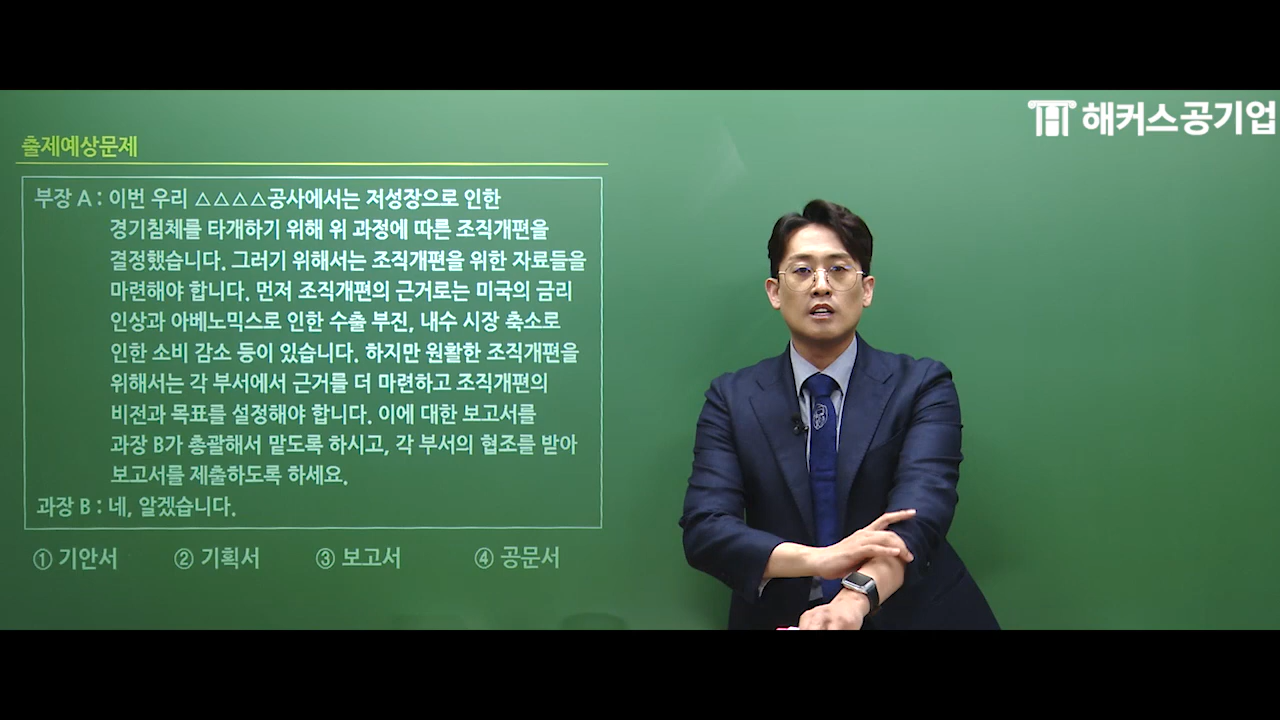 해커스공기업
출제예상문제
부장 A : 이번 우리 △△△△공사에서는 저성장으로 인한
경기침체를 타개하기 위해 위 과정에 따른 조직개편을
결정했습니다. 그러기 위해서는 조직개편을 위한 자료들을
마련해야 합니다. 먼저 조직개편의 근거로는 미국의 금리
인상과 아베노믹스로 인한 수출 부진, 내수 시장 축소로
인한 소비 감소 등이 있습니다. 하지만 원활한 조직개편을
위해서는 각 부서에서 근거를 더 마련하고 조직개편의
비전과 목표를 설정해야 합니다. 이에 대한 보고서를
과장 B가 총괄해서 맡도록 하시고, 각 부서의 협조를 받아
보고서를 제출하도록 하세요.
과장 B : 네, 알겠습니다.
① 기안서 ② 기획서 ③ 보고서 ④ 공문서